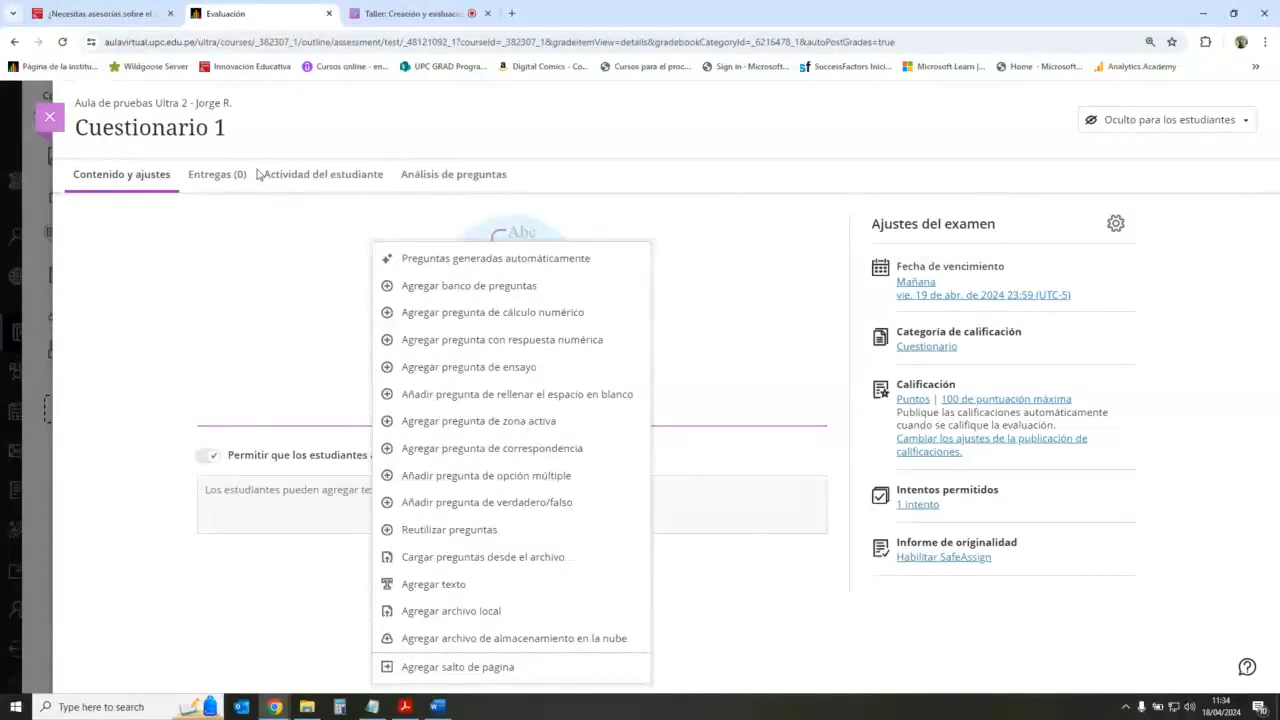 ¿Necesitas asesorías sobre el
Evaluación
Taller: Creación y evaluaci
aulavirtual.upc.edu.pe/ultra/courses/_382307_1/outline/assessment/test/_48121092_1?courseId=_382307_1&gradeitemView=details&gradebookCategoryId=_6216478_1&autoPostGrades=true
Página de la institu...
Wildgoose Server
Innovación Educativa
Cursos online - en...
UPC GRAD Progra...
Digital Comics - Co...
Cursos para el proc...
Sign in - Microsoft...
SuccessFactors Inici...
Microsoft Learn |...
Home - Microsoft...
Analytics Academy
Aula de pruebas Ultra 2 - Jorge R.
Cuestionario 1
Oculto para los estudiantes
Contenido y ajustes
Entregas (0)
Actividad del estudiante
Análisis de preguntas
Abc
Preguntas generadas automáticamente
Agregar banco de preguntas
Agregar pregunta de cálculo numérico
Agregar pregunta con respuesta numérica
Agregar pregunta de ensayo
Añadir pregunta de rellenar el espacio en blanco
Agregar pregunta de zona activa
Agregar pregunta de correspondencia
Añadir pregunta de opción múltiple
Añadir pregunta de verdadero/falso
Reutilizar preguntas
Cargar preguntas desde el archivo
Agregar texto
Agregar archivo local
Agregar archivo de almacenamiento en la nube
Agregar salto de página
Permitir que los estudiantes
Los estudiantes pueden agregar
Ajustes del examen
Fecha de vencimiento
Mañana
vie. 19 de abr. de 2024 23:59 (UTC-5)
Categoría de calificación
Cuestionario
Calificación
Puntos | 100 de puntuación máxima
Publique las calificaciones automáticamente
cuando se califique la evaluación.
Cambiar los ajustes de la publicación de
calificaciones.
Intentos permitidos
1 intento
Informe de originalidad
Habilitar SafeAssign
Type here to search
11:34
18/04/2024